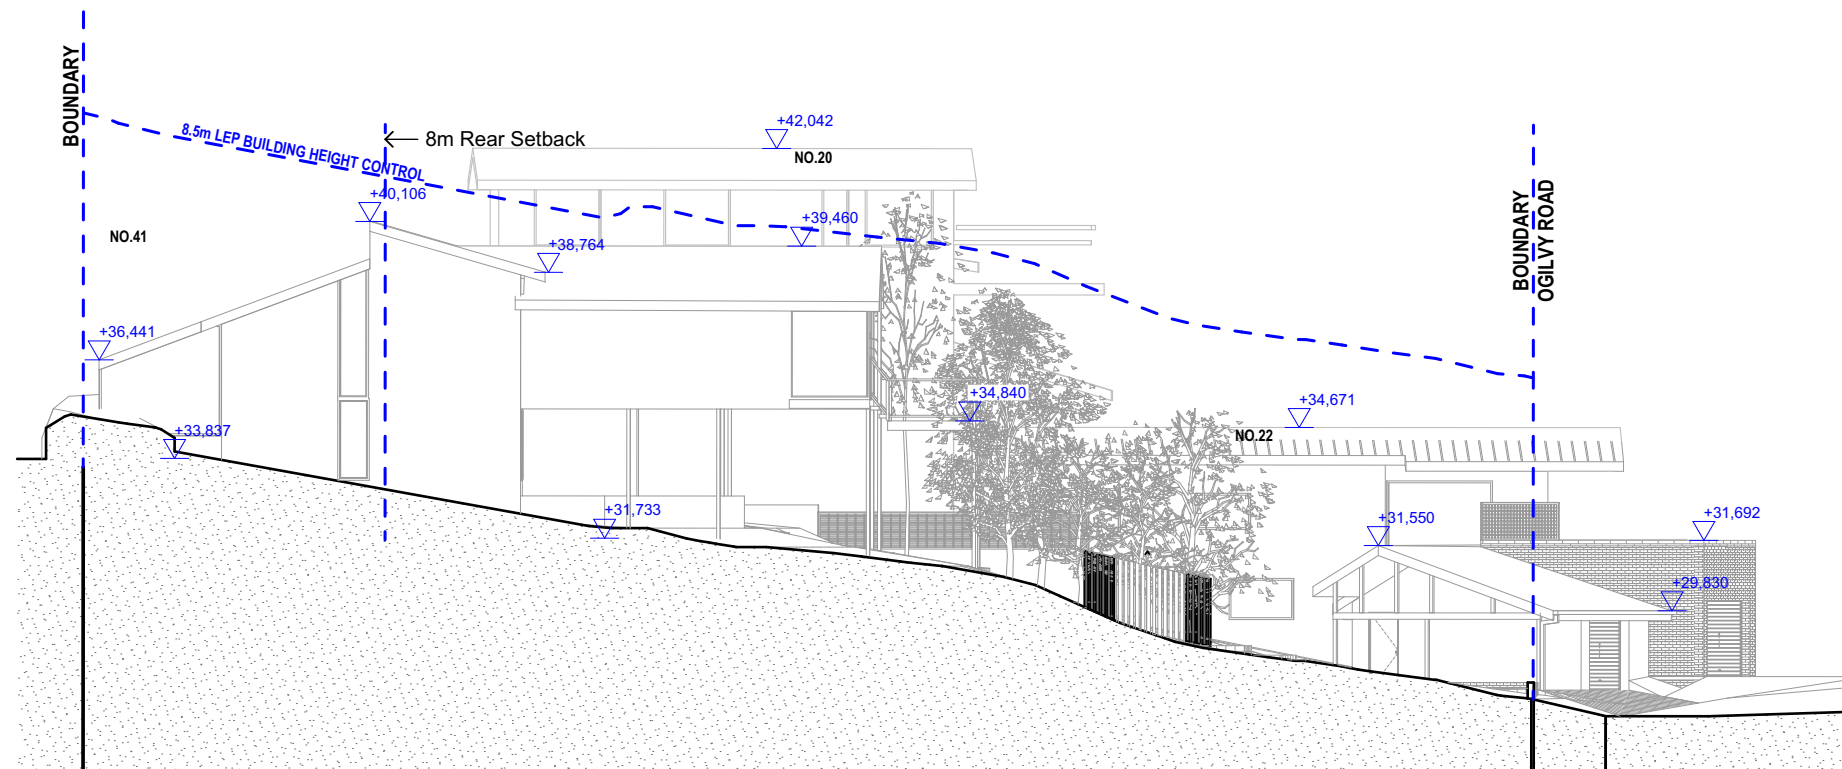 BOUNDARY
8.5m LEP BUILDING HEIGHT CONTROL
8m Rear Setback
+42,042
NO.20
+40,106
NO.41
+39,460
+38,764
BOUNDARY
OGILVY ROAD
+36,441
+34,840
+34,671
NO.22
+33,837
+31,733
+31,550
+31,692
+29,830